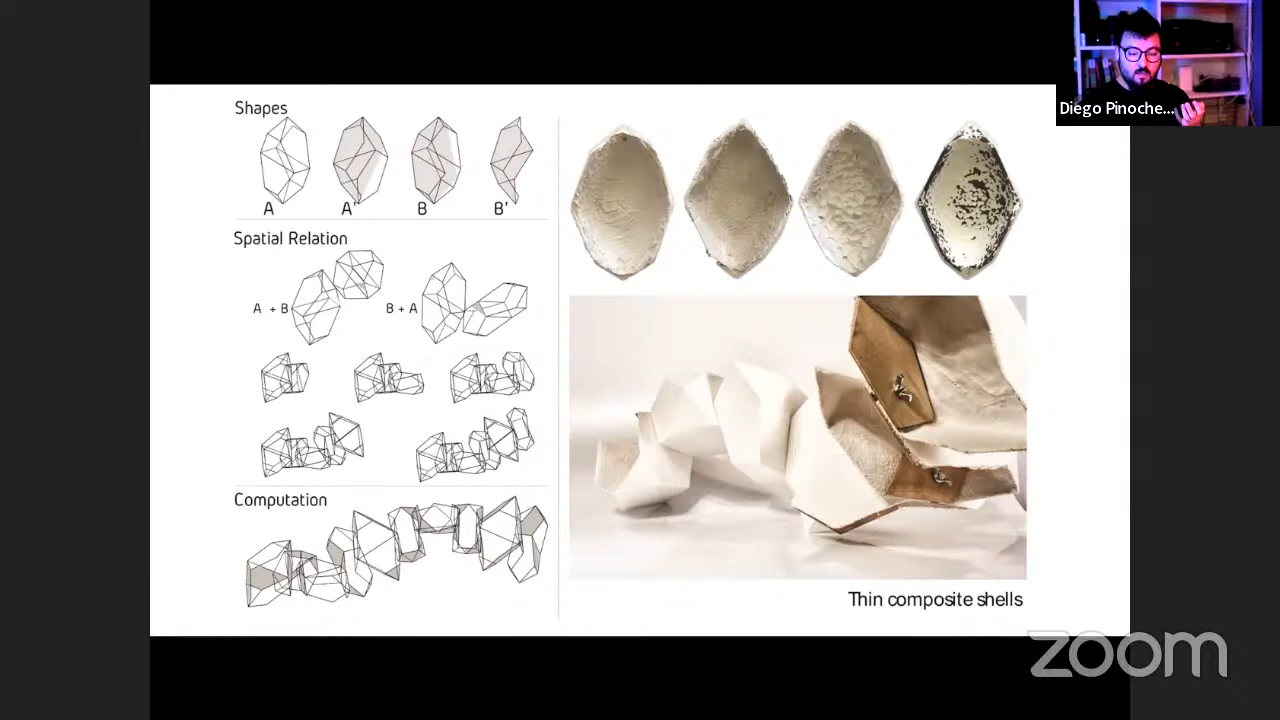 Diego Pinoche...
Shapes
A A' B B'
Spatial Relation
A + B B + A
Computation
Thin composite shells
zoom